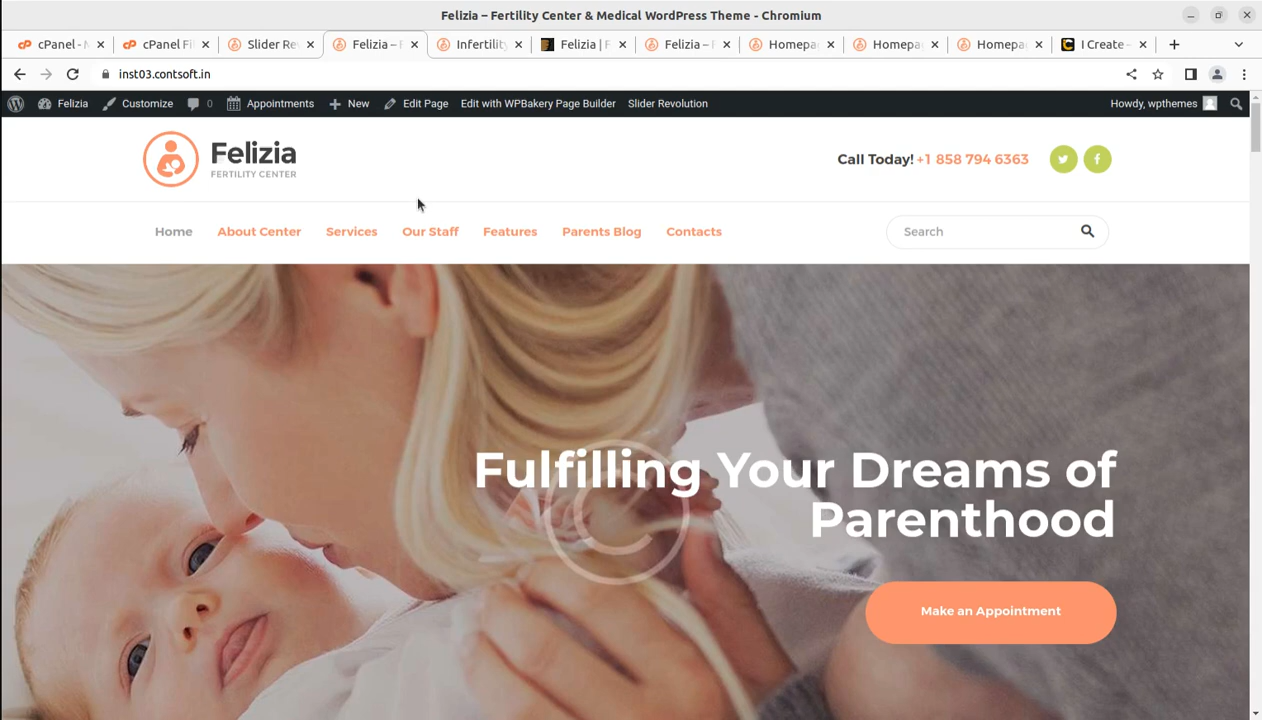 Felizia – Fertility Center & Medical WordPress Theme - Chromium
cPanel - cPanel Fi Slider Re Felizia – F Infertility Felizia | F Felizia – F Homepa Homepa Homepa I Create -
inst03.contsoft.in
Felizia Customize 0 Appointments New Edit Page Edit with WPBakery Page Builder Slider Revolution Howdy, wpthemes
Felizia
FERTILITY CENTER
Call Today! +1 858 794 6363
Home About Center Services Our Staff Features Parents Blog Contacts Search
Fulfilling Your Dreams of
Parenthood
Make an Appointment